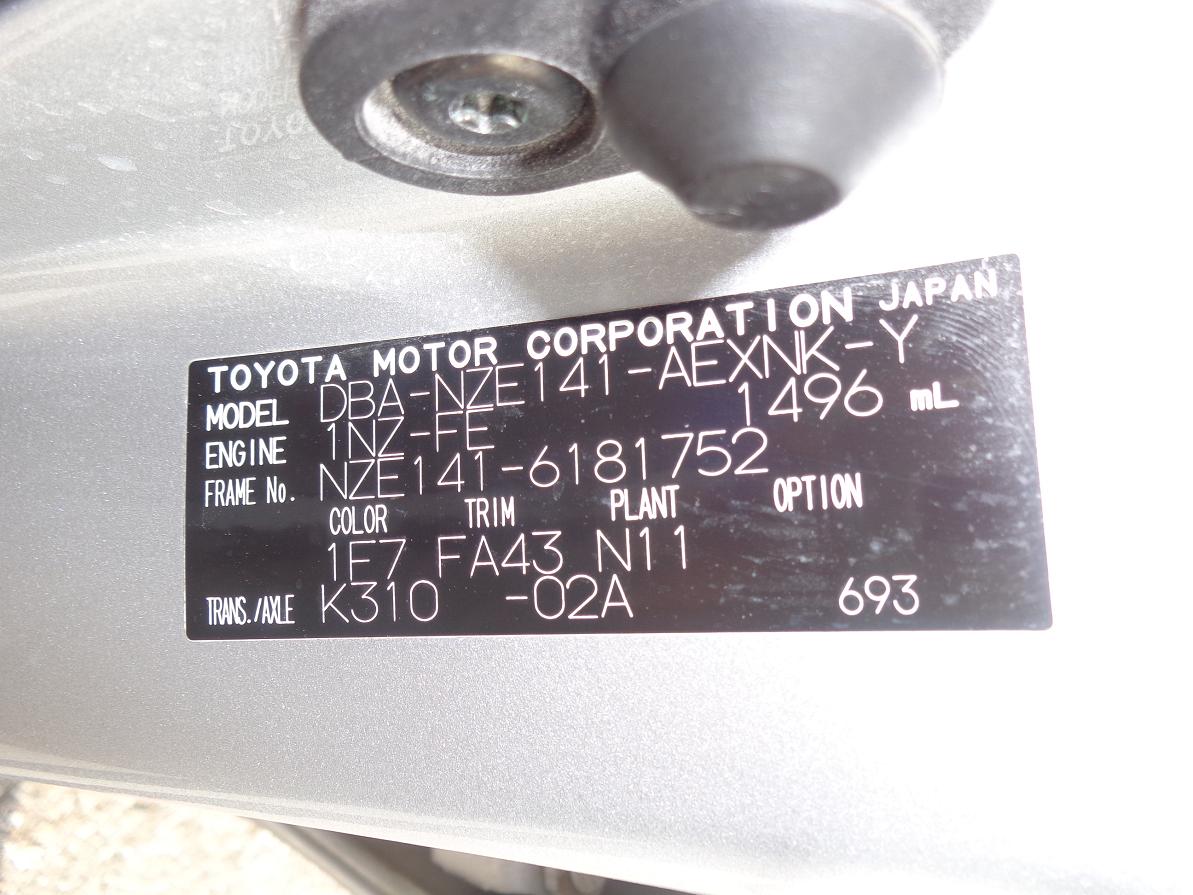 TOYOTA MOTOR CORPORATION JAPAN
MODEL DBA-NZE141-AEXNK-Y
ENGINE 1NZ-FE 1496 mL
FRAME No. NZE141-6181752
COLOR TRIM PLANT OPTION
1F7 FA43 N11
TRANS./AXLE K310 -02A 693